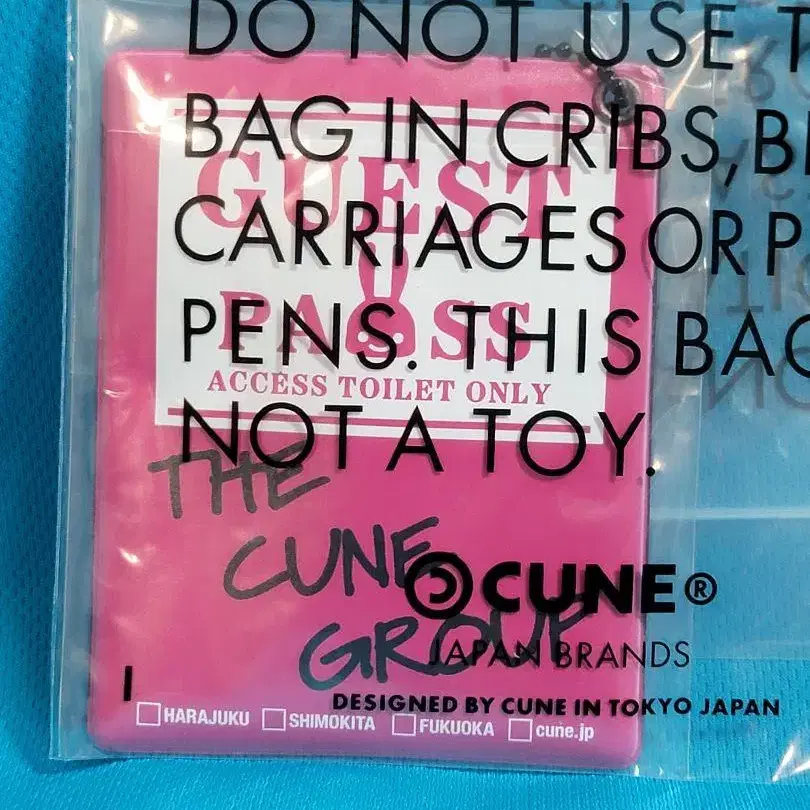 DO NOT USE T
BAG IN CRIBS, B
CARRIAGES OR P
PENS. THIS BAG
NOT A TOY.
GUEST
PASS
ACCESS TOILET ONLY
THE
CUNE
GROUP
CUNE®
JAPAN BRANDS
DESIGNED BY CUNE IN TOKYO JAPAN
HARAJUKU SHIMOKITA FUKUOKA cune.jp